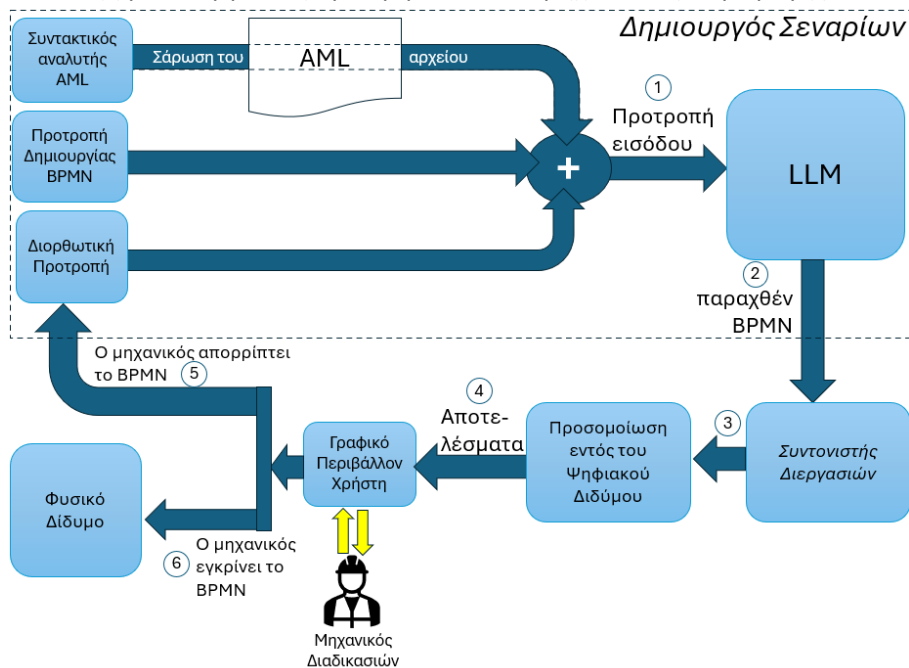 Δημιουργός Σεναρίων
Συντακτικός
αναλυτής
AML
Σάρωση του
AML
αρχείου
1
Προτροπή
εισόδου
Προτροπή
Δημιουργίας
BPMN
+
LLM
Διορθωτική
Προτροπή
2
παραχθέν
BPMN
Ο μηχανικός απορρίπτει
το BPMN
5
4
Αποτε-
λέσματα
3
Γραφικό
Περιβάλλον
Χρήστη
Προσομοίωση
εντός του
Ψηφιακού
Διδύμου
Συντονιστής
Διεργασιών
Φυσικό
Δίδυμο
6
Ο μηχανικός
εγκρίνει το
BPMN
Μηχανικός
Διαδικασιών